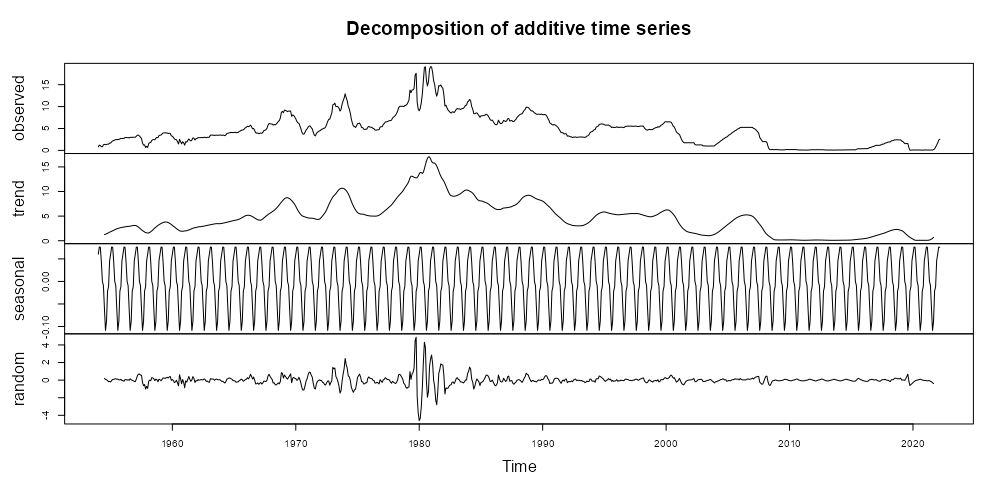 Decomposition of additive time series
observed
0 5 10 15
trend
0 5 10 15
seasonal
-0.10 0.00
random
-4 0 2 4
1960 1970 1980 1990 2000 2010 2020
Time